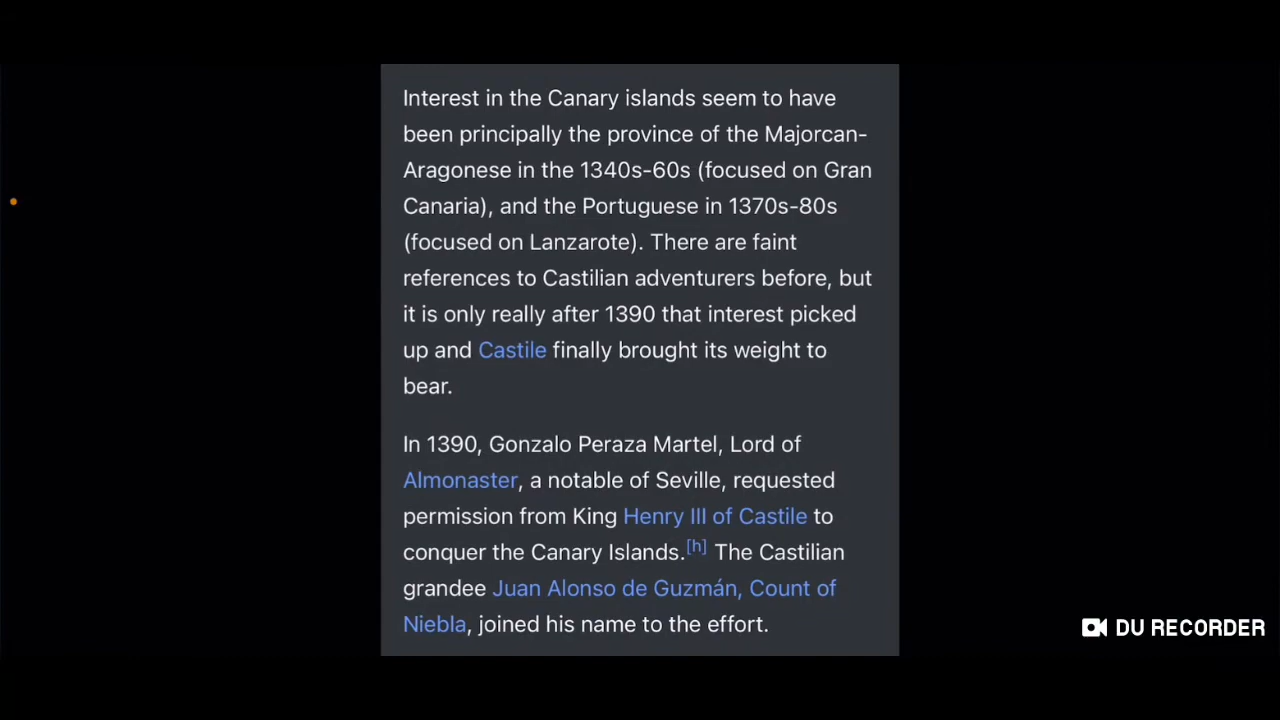 Interest in the Canary islands seem to have
been principally the province of the Majorcan-
Aragonese in the 1340s-60s (focused on Gran
Canaria), and the Portuguese in 1370s-80s
(focused on Lanzarote). There are faint
references to Castilian adventurers before, but
it is only really after 1390 that interest picked
up and Castile finally brought its weight to
bear.
In 1390, Gonzalo Peraza Martel, Lord of
Almonaster, a notable of Seville, requested
permission from King Henry III of Castile to
conquer the Canary Islands.[h] The Castilian
grandee Juan Alonso de Guzmán, Count of
Niebla, joined his name to the effort.
DU RECORDER